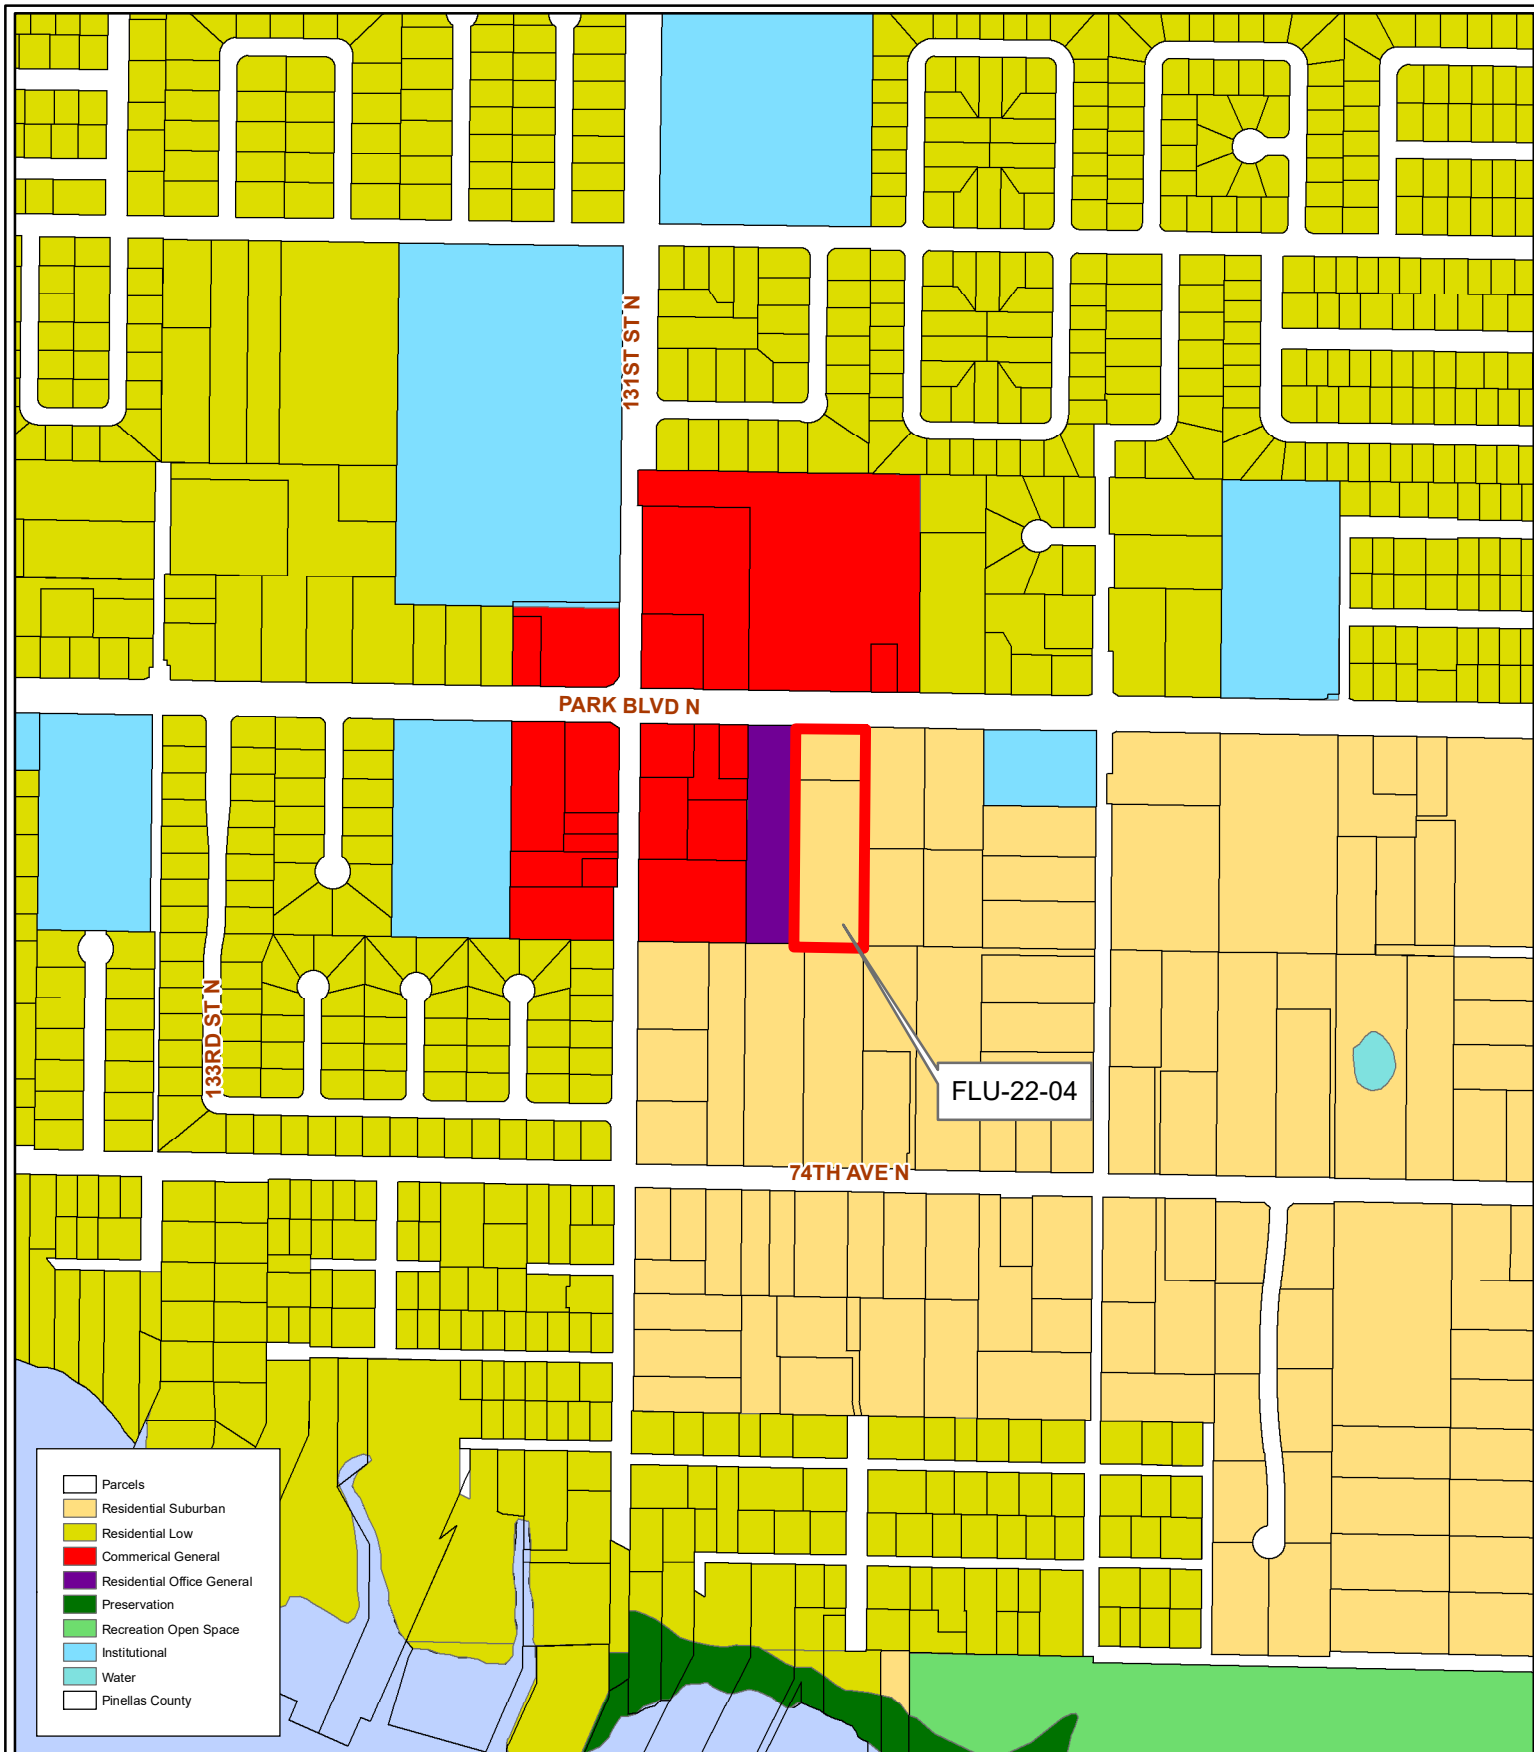 131ST ST N
PARK BLVD N
133RD ST N
FLU-22-04
74TH AVE N
Parcels
Residential Suburban
Residential Low
Commerical General
Residential Office General
Preservation
Recreation Open Space
Institutional
Water
Pinellas County